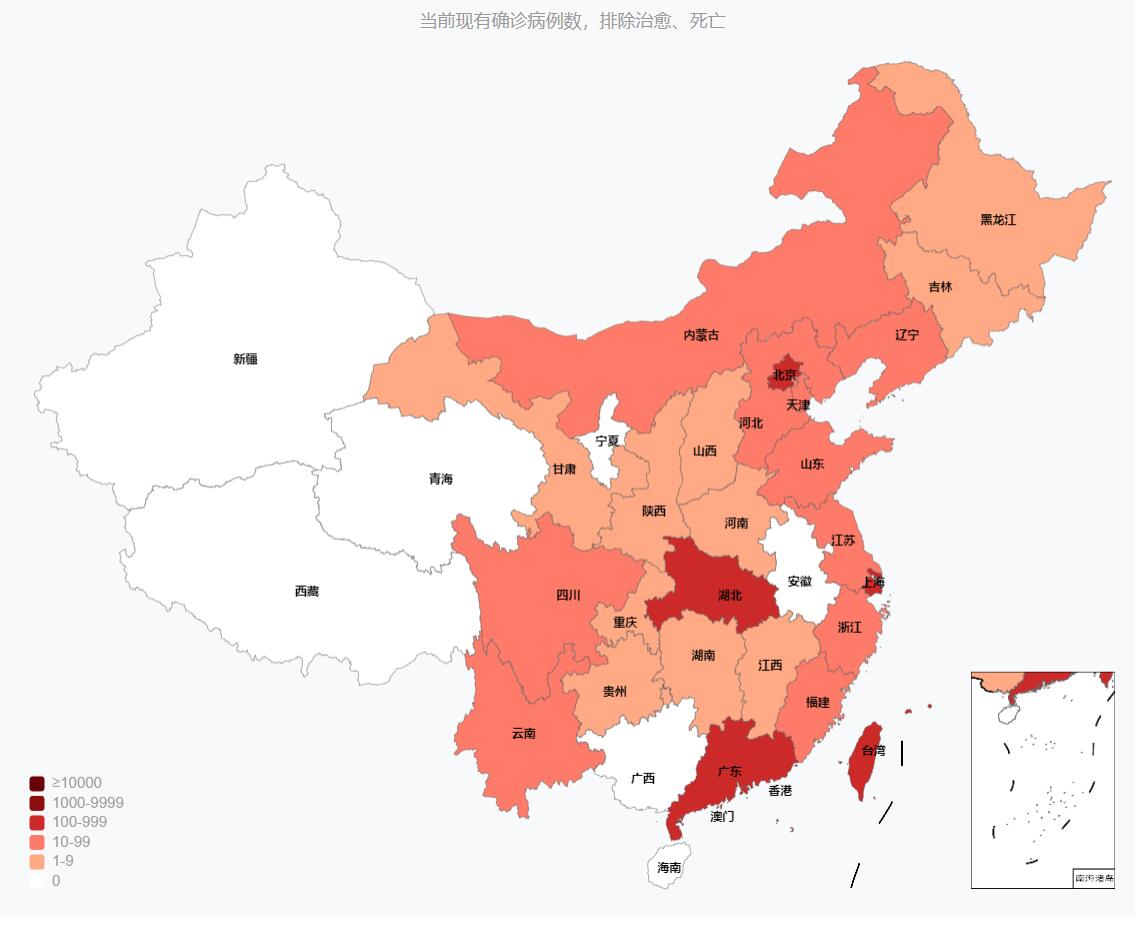 当前现有确诊病例数，排除治愈、死亡
黑龙江
吉林
内蒙古
辽宁
新疆
北京
天津
河北
宁夏
山西
山东
甘肃
青海
陕西
河南
江苏
安徽
上海
西藏
四川
湖北
重庆
浙江
湖南
江西
贵州
福建
云南
台湾
广东
广西
香港
澳门
海南
≥10000
1000-9999
100-999
10-99
1-9
0
南海诸岛